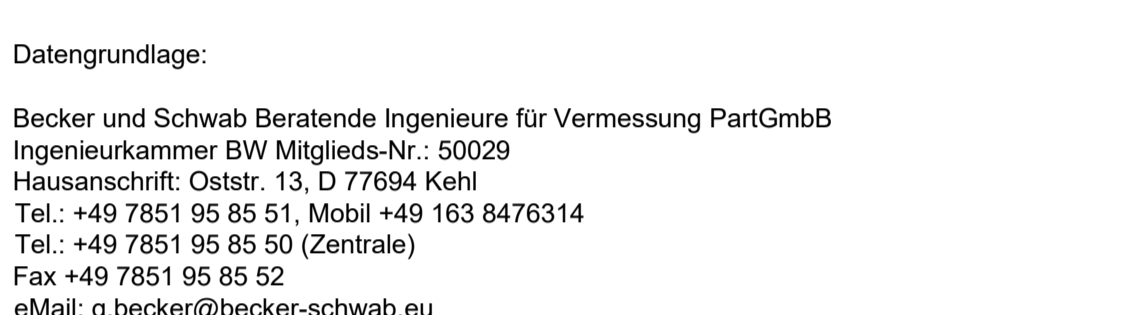 Datengrundlage:
Becker und Schwab Beratende Ingenieure für Vermessung PartGmbB
Ingenieurkammer BW Mitglieds-Nr.: 50029
Hausanschrift: Oststr. 13, D 77694 Kehl
Tel.: +49 7851 95 85 51, Mobil +49 163 8476314
Tel.: +49 7851 95 85 50 (Zentrale)
Fax +49 7851 95 85 52
eMail: g.becker@becker-schwab.eu